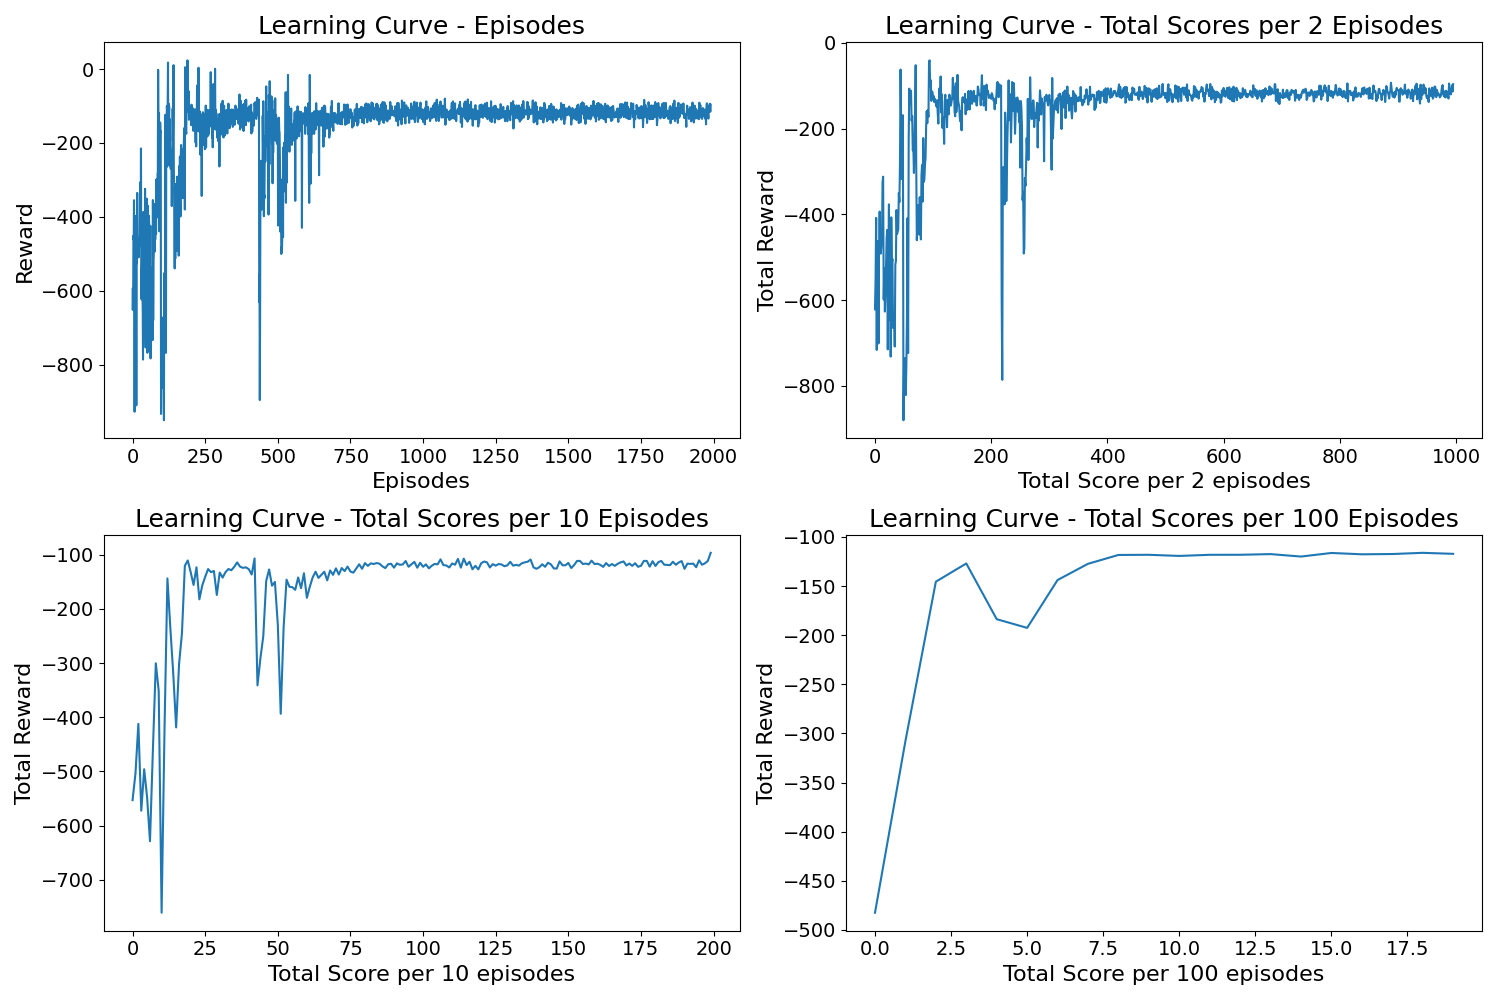 Learning Curve - Episodes
0
−200
−400
−600
−800
Reward
0 250 500 750 1000 1250 1500 1750 2000
Episodes
Learning Curve - Total Scores per 2 Episodes
0
−200
−400
−600
−800
Total Reward
0 200 400 600 800 1000
Total Score per 2 episodes
Learning Curve - Total Scores per 10 Episodes
−100
−200
−300
−400
−500
−600
−700
Total Reward
0 25 50 75 100 125 150 175 200
Total Score per 10 episodes
Learning Curve - Total Scores per 100 Episodes
−100
−150
−200
−250
−300
−350
−400
−450
−500
Total Reward
0.0 2.5 5.0 7.5 10.0 12.5 15.0 17.5
Total Score per 100 episodes